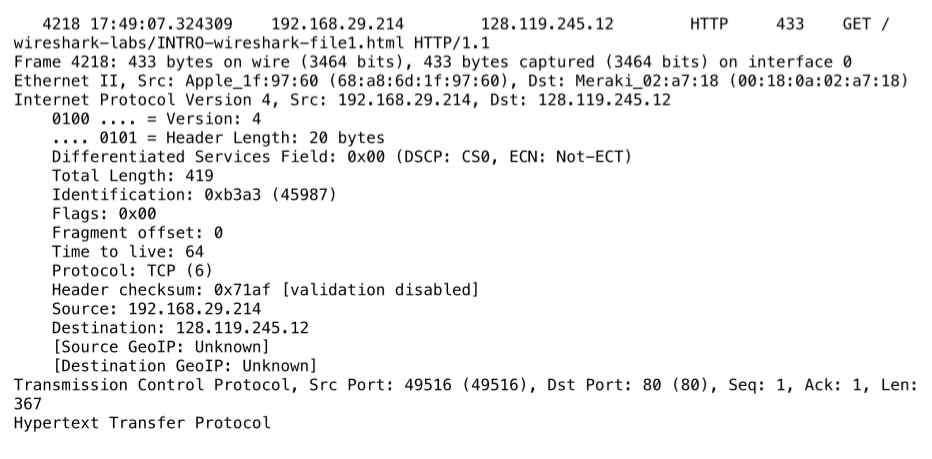 4218 17:49:07.324309    192.168.29.214        128.119.245.12        HTTP     433    GET /
wireshark-labs/INTRO-wireshark-file1.html HTTP/1.1
Frame 4218: 433 bytes on wire (3464 bits), 433 bytes captured (3464 bits) on interface 0
Ethernet II, Src: Apple_1f:97:60 (68:a8:6d:1f:97:60), Dst: Meraki_02:a7:18 (00:18:0a:02:a7:18)
Internet Protocol Version 4, Src: 192.168.29.214, Dst: 128.119.245.12
    0100 .... = Version: 4
    .... 0101 = Header Length: 20 bytes
    Differentiated Services Field: 0x00 (DSCP: CS0, ECN: Not-ECT)
    Total Length: 419
    Identification: 0xb3a3 (45987)
    Flags: 0x00
    Fragment offset: 0
    Time to live: 64
    Protocol: TCP (6)
    Header checksum: 0x71af [validation disabled]
    Source: 192.168.29.214
    Destination: 128.119.245.12
    [Source GeoIP: Unknown]
    [Destination GeoIP: Unknown]
Transmission Control Protocol, Src Port: 49516 (49516), Dst Port: 80 (80), Seq: 1, Ack: 1, Len:
367
Hypertext Transfer Protocol